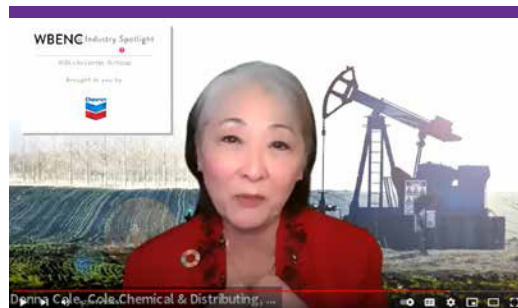 WBENC Industry Spotlight
Brought to you by
Chevron
Donna Cole, Cole Chemical & Distributing, ...